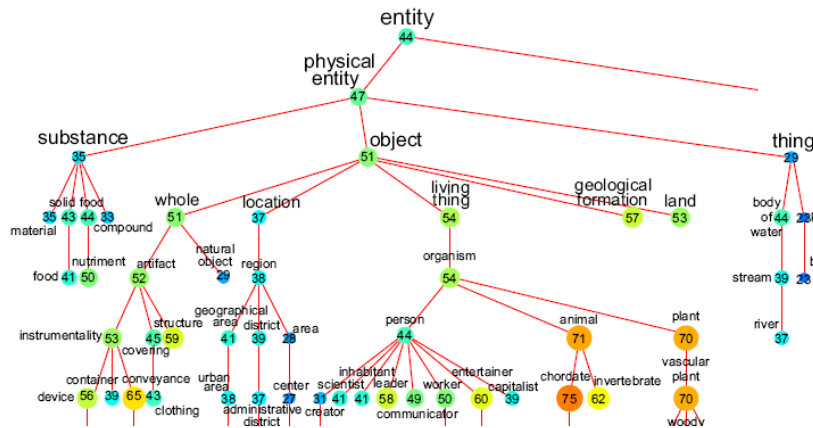 entity
44
physical
entity
47
substance
object
thing
35
51
29
whole
location
living
thing
geological
formation
land
solid food
body
of
water
35 43 44 33
51
37
54
57
53
44
23
material
compound
natural
object
nutriment
artifact
region
organism
food 41
50
52
29
38
54
stream 39
23
structure
geographical
area
district
area
person
animal
plant
river
instrumentality 53
45 59
41
39
28
44
71
70
37
covering
container
conveyance
urban
area
inhabitant
scientist
leader
worker
entertainer
capitalist
chordate
invertebrate
vascular
plant
device 56
39
65
43
38
37
27
31
41
41
58
49
50
60
39
75
62
70
clothing
administrative
district
center
creator
communicator
woody